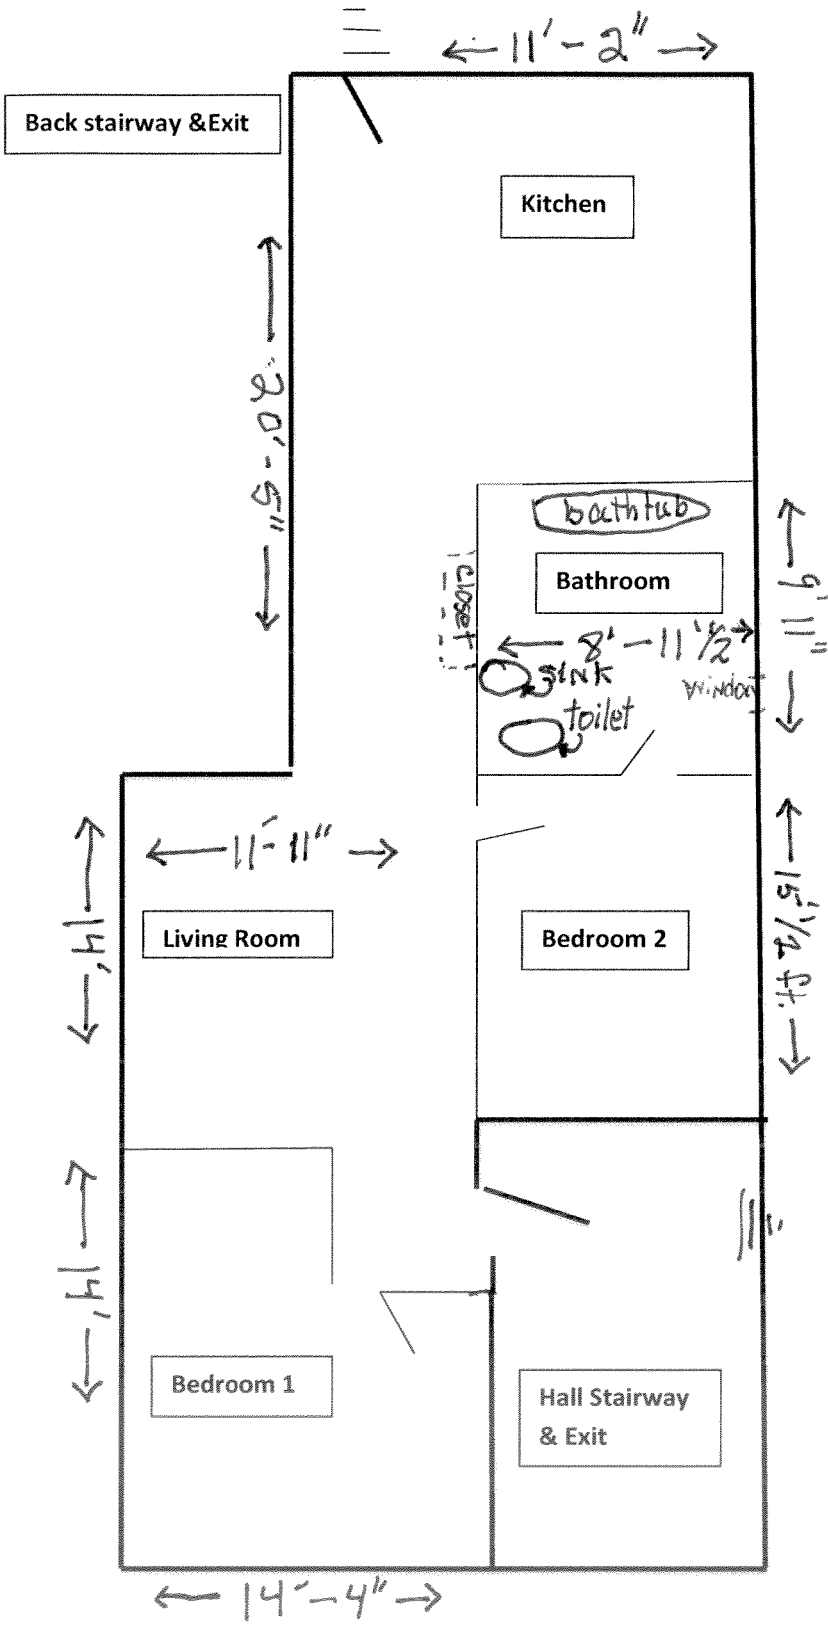 11' - 2"
Back stairway &Exit
Kitchen
20' - 5"
bathtub
closet
Bathroom
9' 11"
8' - 11 1/2
SINK
Window
toilet
11' - 11"
14'
Living Room
Bedroom 2
15' 1/2 ft.
14'
Bedroom 1
Hall Stairway
& Exit
14' - 4"